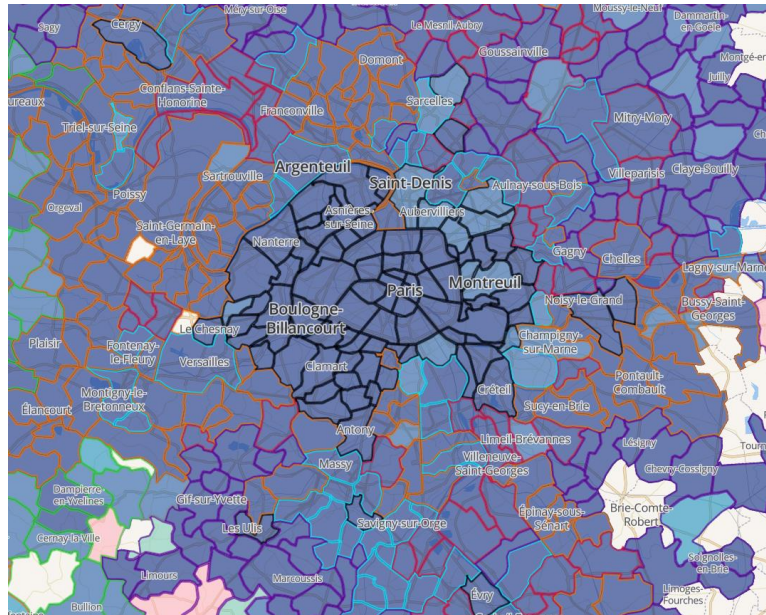 Cergy
Sagy
Méry-sur-Oise
Le Mesnil-Aubry
Moussy-le-Neuf
Dammartin-
en-Goële
Goussainville
Domont
Montgé-en-
Juilly
Conflans-Sainte-
Honorine
Sarcelles
Franconville
Mitry-Mory
Triel-sur-Seine
Argenteuil
Saint-Denis
Sartrouville
Poissy
Aulnay-sous-Bois
Villeparisis
Claye-Souilly
Orgeval
Asnières-
sur-Seine
Aubervilliers
Saint-Germain-
en-Laye
Nanterre
Gagny
Chelles
Lagny-sur-Marne
Paris
Montreuil
Noisy-le-Grand
Bussy-Saint-
Georges
Boulogne-
Billancourt
Le Chesnay
Plaisir
Fontenay-
le-Fleury
Versailles
Champigny-
sur-Marne
Clamart
Pontault-
Combault
Montigny-le-
Bretonneux
Créteil
Élancourt
Sucy-en-Brie
Antony
Limeil-Brévannes
Lésigny
Massy
Villeneuve-
Saint-Georges
Chevry-Cossigny
Dampierre-
en-Yvelines
Gif-sur-Yvette
Brie-Comte-
Robert
Épinay-sous-
Sénart
Les Ulis
Savigny-sur-Orge
Cernay-la-Ville
Soignolles-
en-Brie
Limours
Marcoussis
Évry
Limoges-
Fourches
Bullion